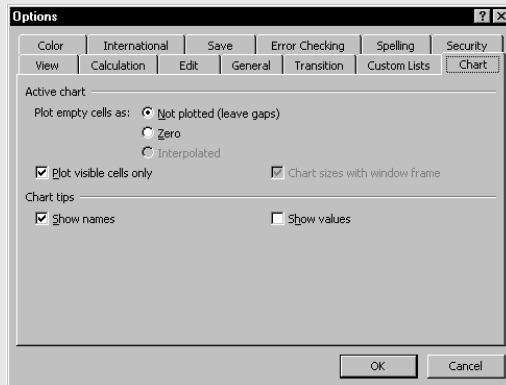 Options
Color International Save Error Checking Spelling Security
View Calculation Edit General Transition Custom Lists Chart
Active chart
Plot empty cells as: Not plotted (leave gaps)
Zero
Interpolated
Plot visible cells only Chart sizes with window frame
Chart tips
Show names Show values
OK Cancel